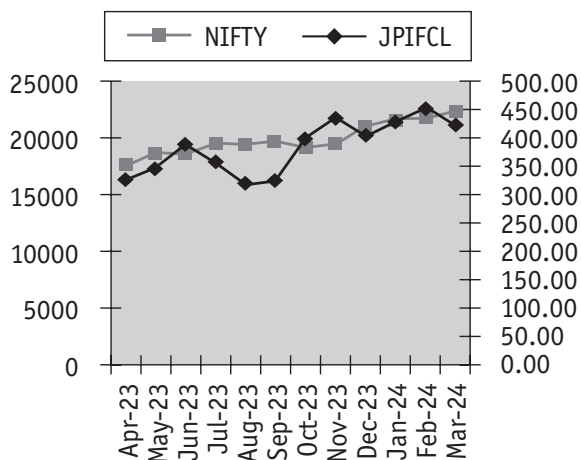 NIFTY JPIFCL
25000
20000
15000
10000
5000
0
500.00
450.00
400.00
350.00
300.00
250.00
200.00
150.00
100.00
50.00
0.00
Apr-23
May-23
Jun-23
Jul-23
Aug-23
Sep-23
Oct-23
Nov-23
Dec-23
Jan-24
Feb-24
Mar-24